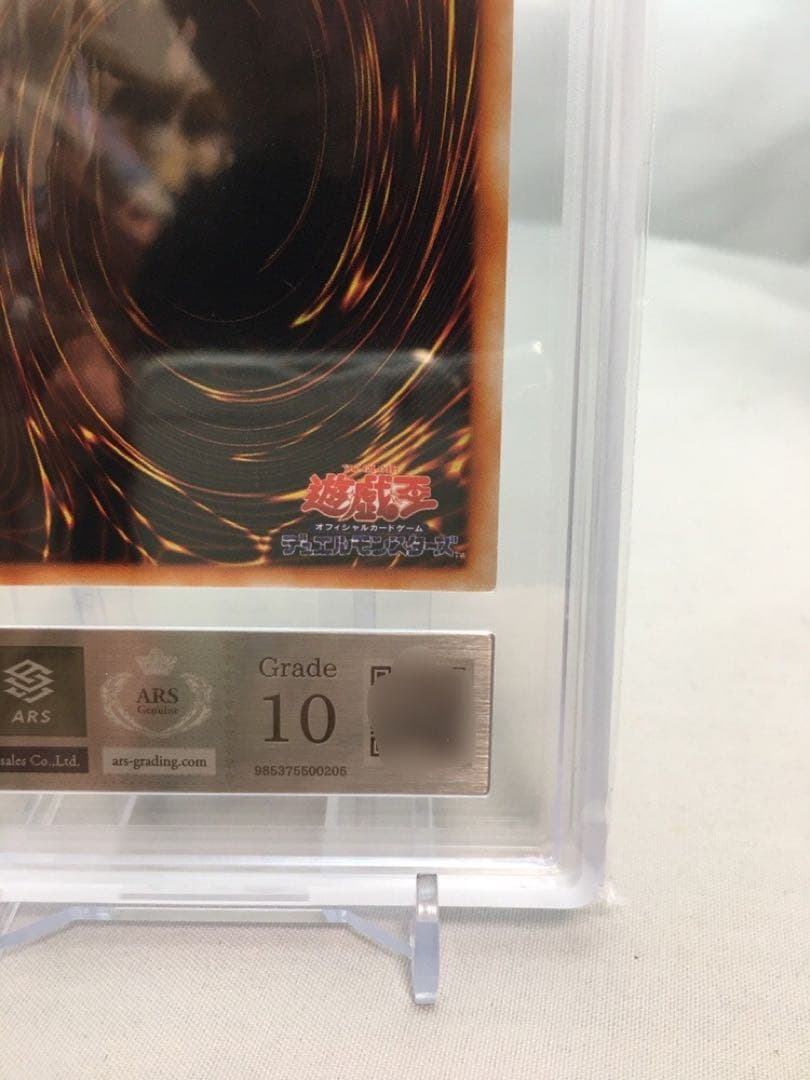 遊戯王
オフィシャルカードゲーム
デュエルモンスターズ
ARS
sales Co.,Ltd.
ARS
Genuine
ars-grading.com
Grade
10
985375500206